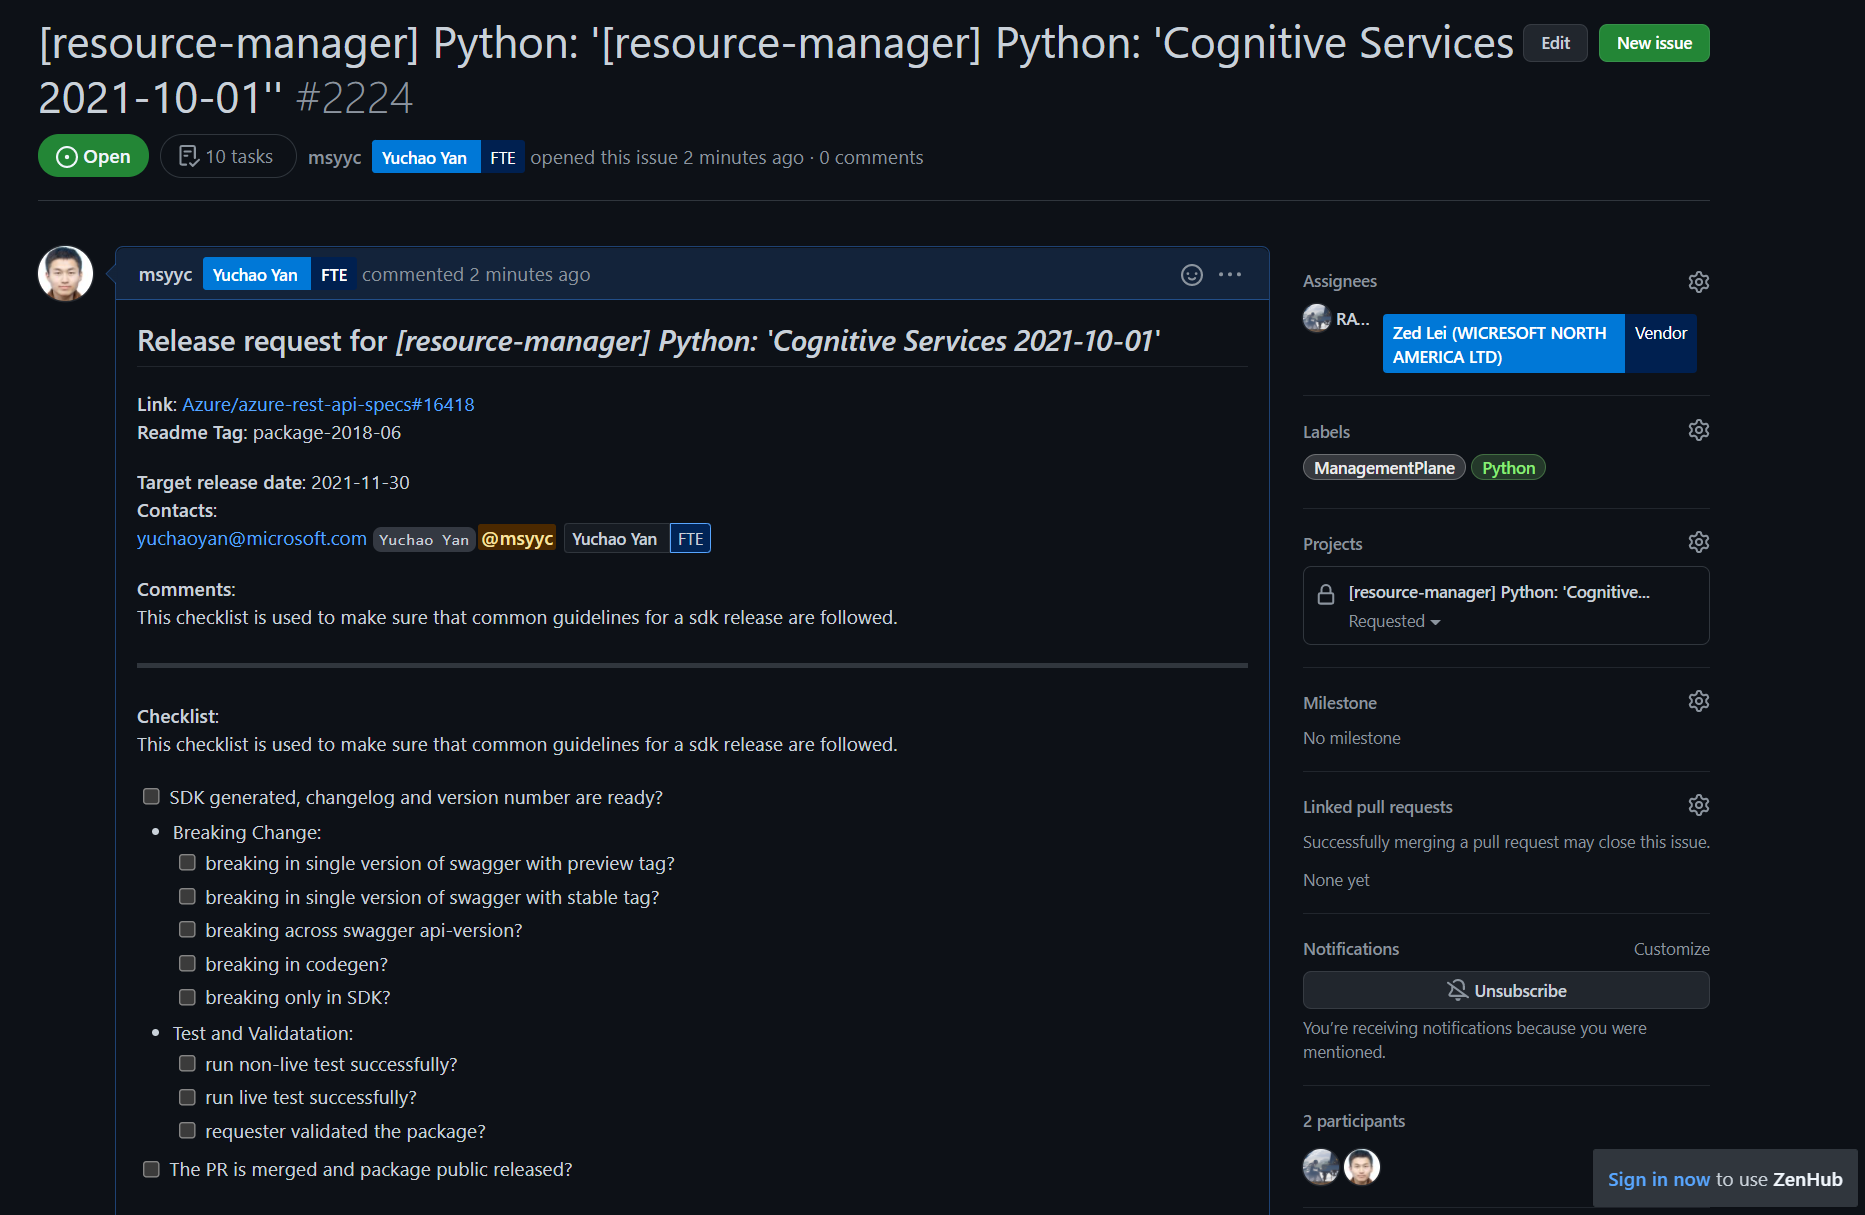 [resource-manager] Python: '[resource-manager] Python: 'Cognitive Services
2021-10-01'' #2224
Edit
New issue
Open
10 tasks
msyyc Yuchao Yan FTE opened this issue 2 minutes ago · 0 comments
msyyc Yuchao Yan FTE commented 2 minutes ago
Release request for [resource-manager] Python: 'Cognitive Services 2021-10-01'
Link: Azure/azure-rest-api-specs#16418
Readme Tag: package-2018-06
Target release date: 2021-11-30
Contacts:
yuchaoyan@microsoft.com Yuchao Yan @msyyc Yuchao Yan FTE
Comments:
This checklist is used to make sure that common guidelines for a sdk release are followed.
Checklist:
This checklist is used to make sure that common guidelines for a sdk release are followed.
SDK generated, changelog and version number are ready?
• Breaking Change:
breaking in single version of swagger with preview tag?
breaking in single version of swagger with stable tag?
breaking across swagger api-version?
breaking in codegen?
breaking only in SDK?
• Test and Validatation:
run non-live test successfully?
run live test successfully?
requester validated the package?
The PR is merged and package public released?
Assignees
RA...
Zed Lei (WICRESOFT NORTH
AMERICA LTD)
Vendor
Labels
ManagementPlane Python
Projects
[resource-manager] Python: 'Cognitive...
Requested
Milestone
No milestone
Linked pull requests
Successfully merging a pull request may close this issue.
None yet
Notifications
Customize
Unsubscribe
You're receiving notifications because you were
mentioned.
2 participants
Sign in now to use ZenHub